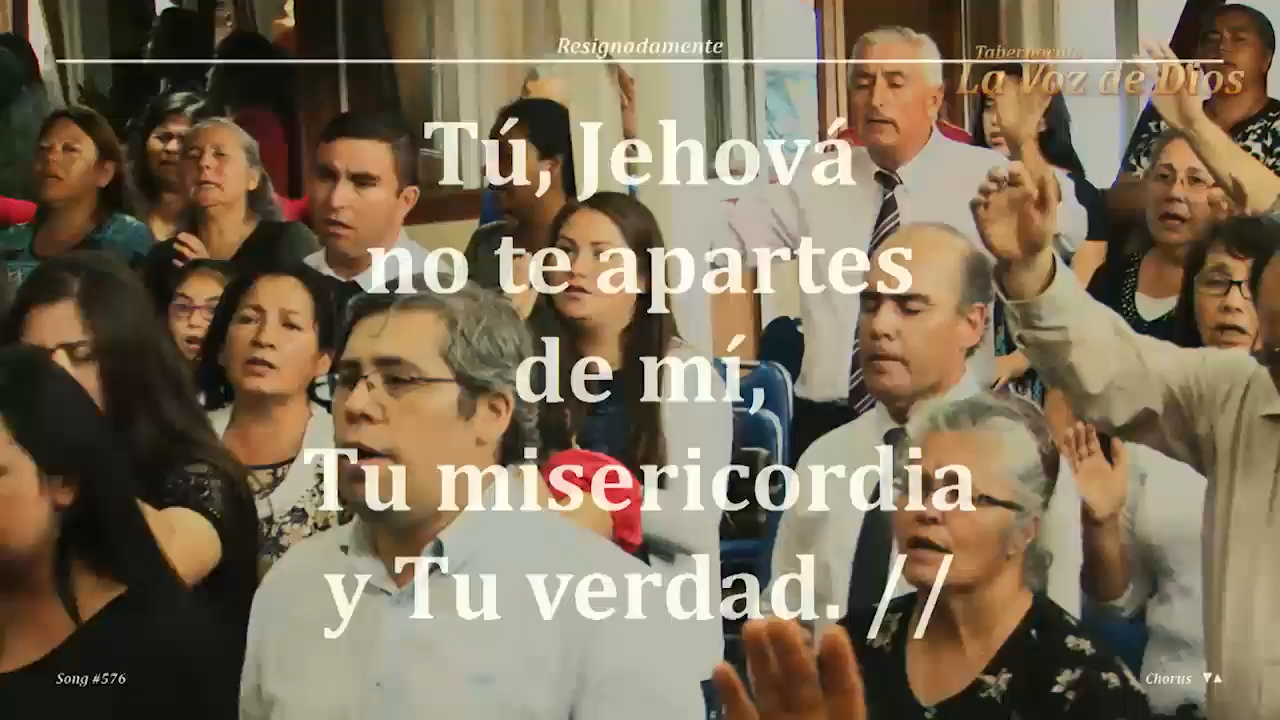 Resignadamente
Tabernáculo
La Voz de Dios
Tú, Jehová
no te apartes
de mí,
Tu misericordia
y Tu verdad. //
Song #576
Chorus ▼▲